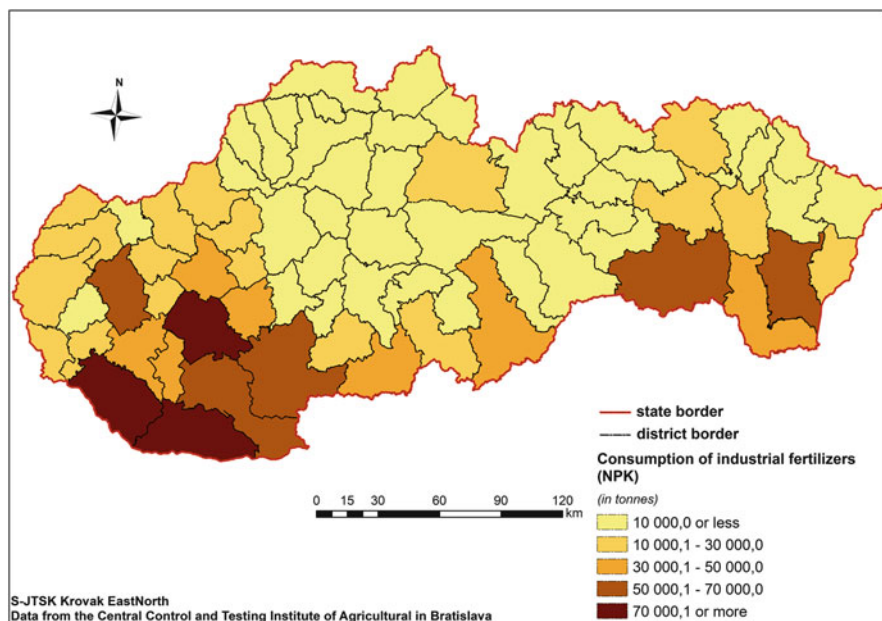 N
state border
district border
Consumption of industrial fertilizers
(NPK)
(in tonnes)
10 000,0 or less
10 000,1 - 30 000,0
30 000,1 - 50 000,0
50 000,1 - 70 000,0
70 000,1 or more
0 15 30 60 90 120
km
S-JTSK Krovak EastNorth
Data from the Central Control and Testing Institute of Agricultural in Bratislava